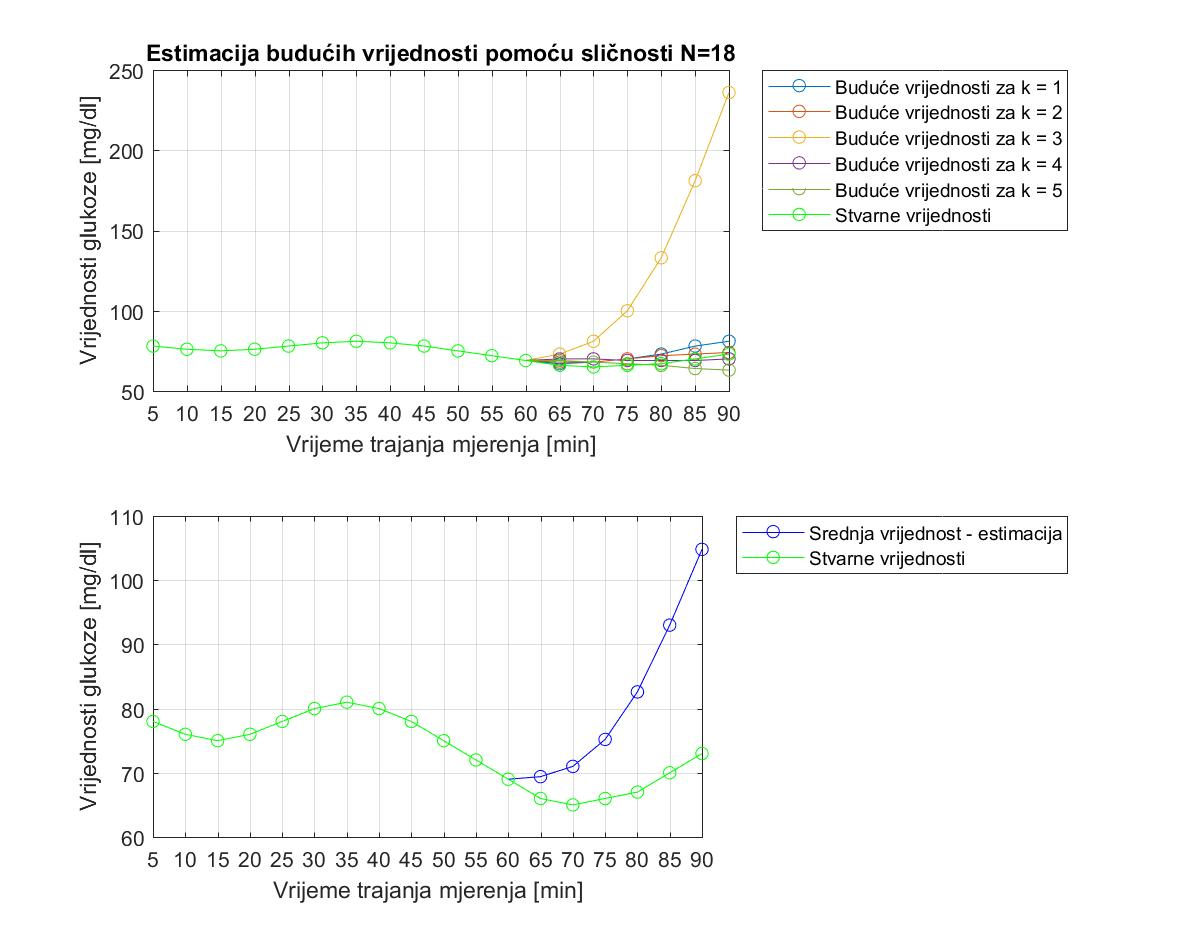 Estimacija budućih vrijednosti pomoću sličnosti N=18
Vrijednosti glukoze [mg/dl]
250
200
150
100
50
5 10 15 20 25 30 35 40 45 50 55 60 65 70 75 80 85 90
Vrijeme trajanja mjerenja [min]
Buduće vrijednosti za k = 1
Buduće vrijednosti za k = 2
Buduće vrijednosti za k = 3
Buduće vrijednosti za k = 4
Buduće vrijednosti za k = 5
Stvarne vrijednosti
Vrijednosti glukoze [mg/dl]
110
100
90
80
70
60
5 10 15 20 25 30 35 40 45 50 55 60 65 70 75 80 85 90
Vrijeme trajanja mjerenja [min]
Srednja vrijednost - estimacija
Stvarne vrijednosti